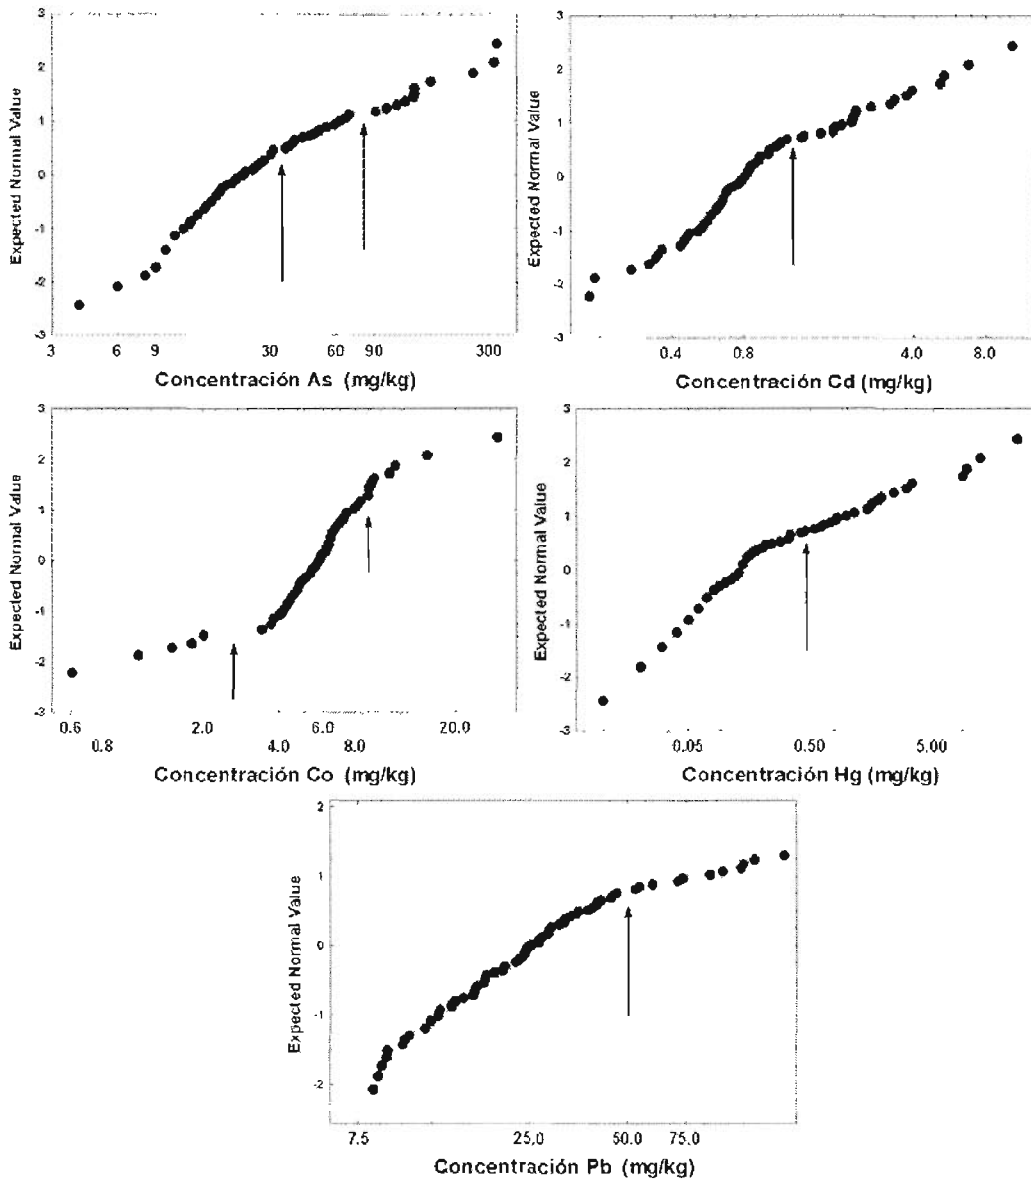 3
2
1
0
-1
-2
-3
Expected Normal Value
3 6 9 30 60 90 300
Concentración As (mg/kg)
3
2
1
0
-1
-2
-3
Expected Normal Value
0.4 0.8 4.0 8.0
Concentración Cd (mg/kg)
3
2
1
0
-1
-2
-3
Expected Normal Value
0.6 2.0 6.0 20.0
0.8 4.0 8.0
Concentración Co (mg/kg)
3
2
1
0
-1
-2
-3
Expected Normal Value
0.05 0.50 5.00
Concentración Hg (mg/kg)
2
1
0
-1
-2
Expected Normal Value
7.5 25.0 50.0 75.0
Concentración Pb (mg/kg)